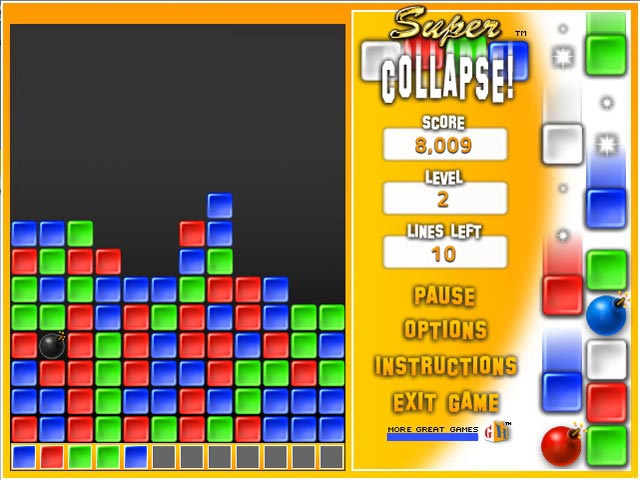 Super
COLLAPSE!
™
SCORE
8,009
LEVEL
2
LINES LEFT
10
PAUSE
OPTIONS
INSTRUCTIONS
EXIT GAME
MORE GREAT GAMES
™